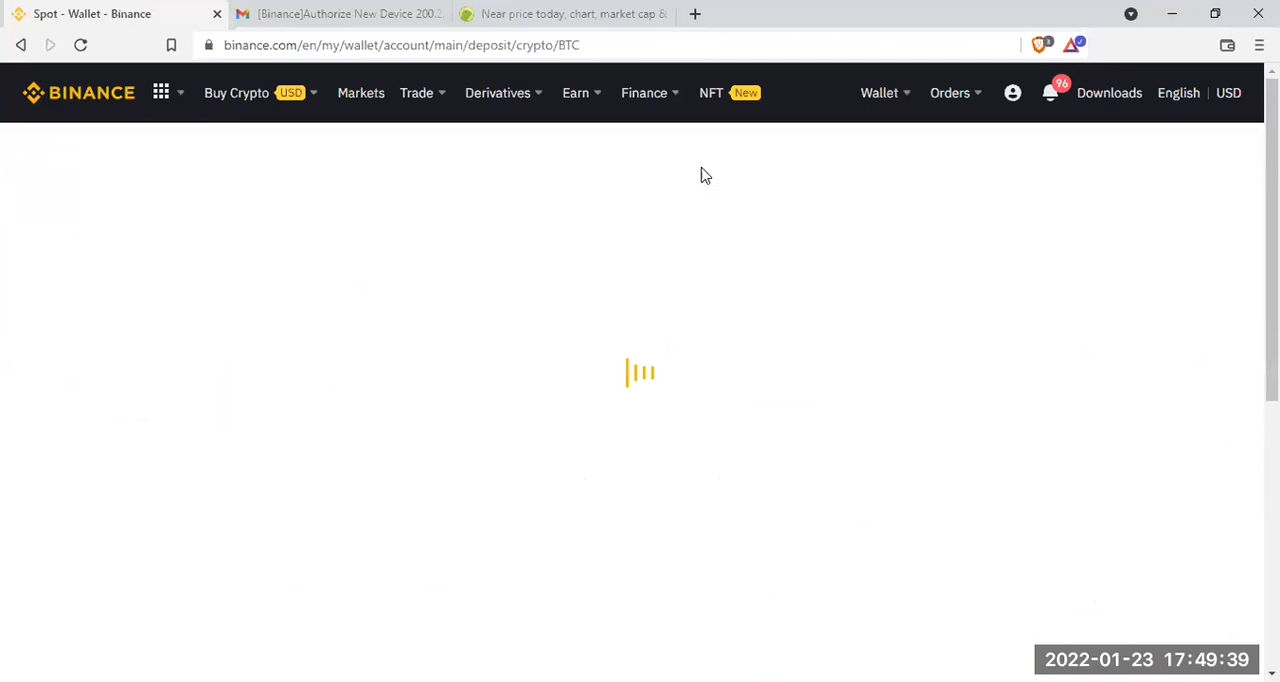 Spot - Wallet - Binance
[Binance]Authorize New Device 200.2
Near price today, chart, market cap &
binance.com/en/my/wallet/account/main/deposit/crypto/BTC
BINANCE Buy Crypto USD Markets Trade Derivatives Earn Finance NFT New Wallet Orders 96 Downloads English | USD
2022-01-23 17:49:39